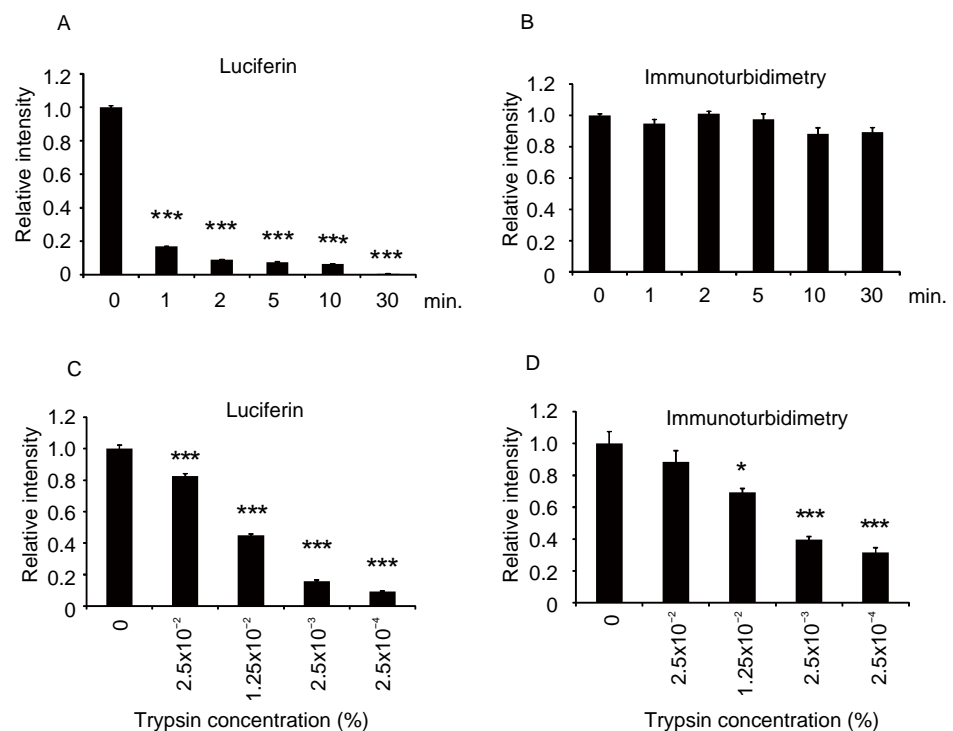 A
Luciferin
Relative intensity
1.2
1.0
0.8
0.6
0.4
0.2
0
***
***
***
***
***
0 1 2 5 10 30 min.
B
Immunoturbidimetry
Relative intensity
1.2
1.0
0.8
0.6
0.4
0.2
0
0 1 2 5 10 30 min.
C
Luciferin
Relative intensity
1.2
1.0
0.8
0.6
0.4
0.2
0
***
***
***
***
0
2.5x10⁻²
1.25x10⁻²
2.5x10⁻³
2.5x10⁻⁴
Trypsin concentration (%)
D
Immunoturbidimetry
Relative intensity
1.2
1.0
0.8
0.6
0.4
0.2
0
*
***
***
0
2.5x10⁻²
1.25x10⁻²
2.5x10⁻³
2.5x10⁻⁴
Trypsin concentration (%)